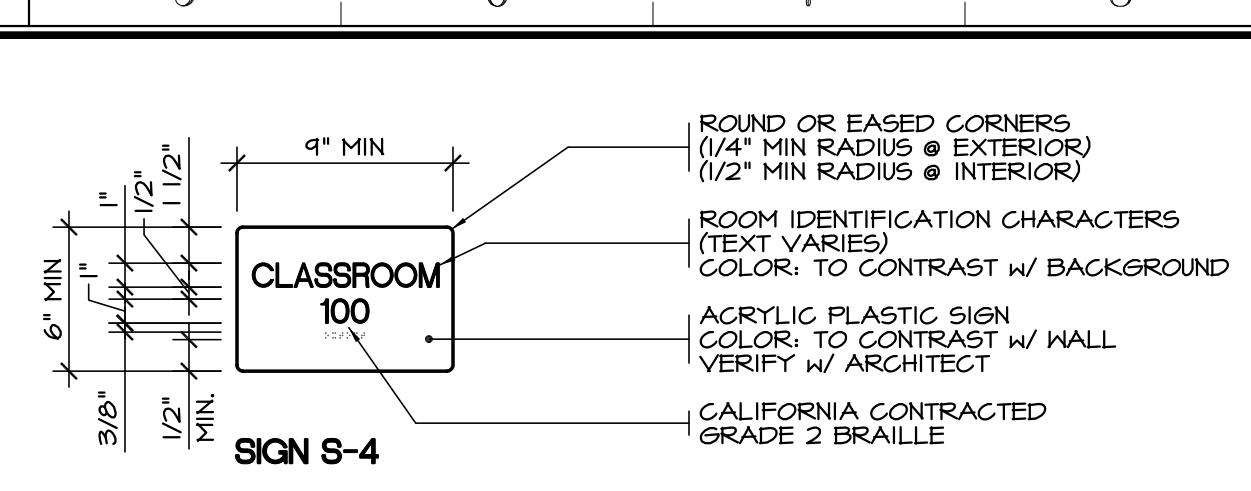 9" MIN
1"
1/2"
1 1/2"
1"
6" MIN
3/8"
1/2"
MIN.
CLASSROOM
100
SIGN S-4
ROUND OR EASED CORNERS
(1/4" MIN RADIUS @ EXTERIOR)
(1/2" MIN RADIUS @ INTERIOR)
ROOM IDENTIFICATION CHARACTERS
(TEXT VARIES)
COLOR: TO CONTRAST w/ BACKGROUND
ACRYLIC PLASTIC SIGN
COLOR: TO CONTRAST w/ WALL
VERIFY w/ ARCHITECT
CALIFORNIA CONTRACTED
GRADE 2 BRAILLE